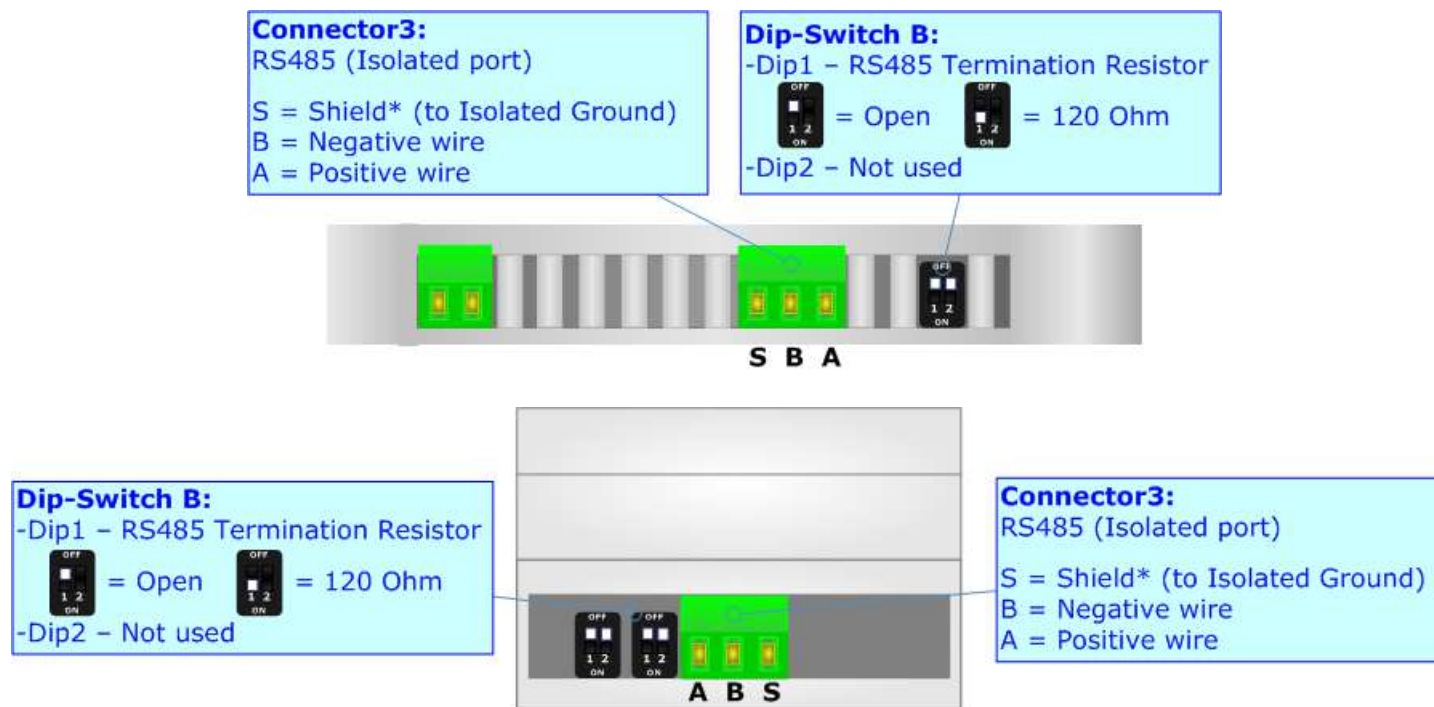 Connector3:
RS485 (Isolated port)
S = Shield* (to Isolated Ground)
B = Negative wire
A = Positive wire
Dip-Switch B:
-Dip1 – RS485 Termination Resistor
OFF
1 2
ON
= Open
OFF
1 2
ON
= 120 Ohm
-Dip2 – Not used
OFF
1 2
ON
S B A
Dip-Switch B:
-Dip1 – RS485 Termination Resistor
OFF
1 2
ON
= Open
OFF
1 2
ON
= 120 Ohm
-Dip2 – Not used
OFF
1 2
ON
OFF
1 2
ON
A B S
Connector3:
RS485 (Isolated port)
S = Shield* (to Isolated Ground)
B = Negative wire
A = Positive wire